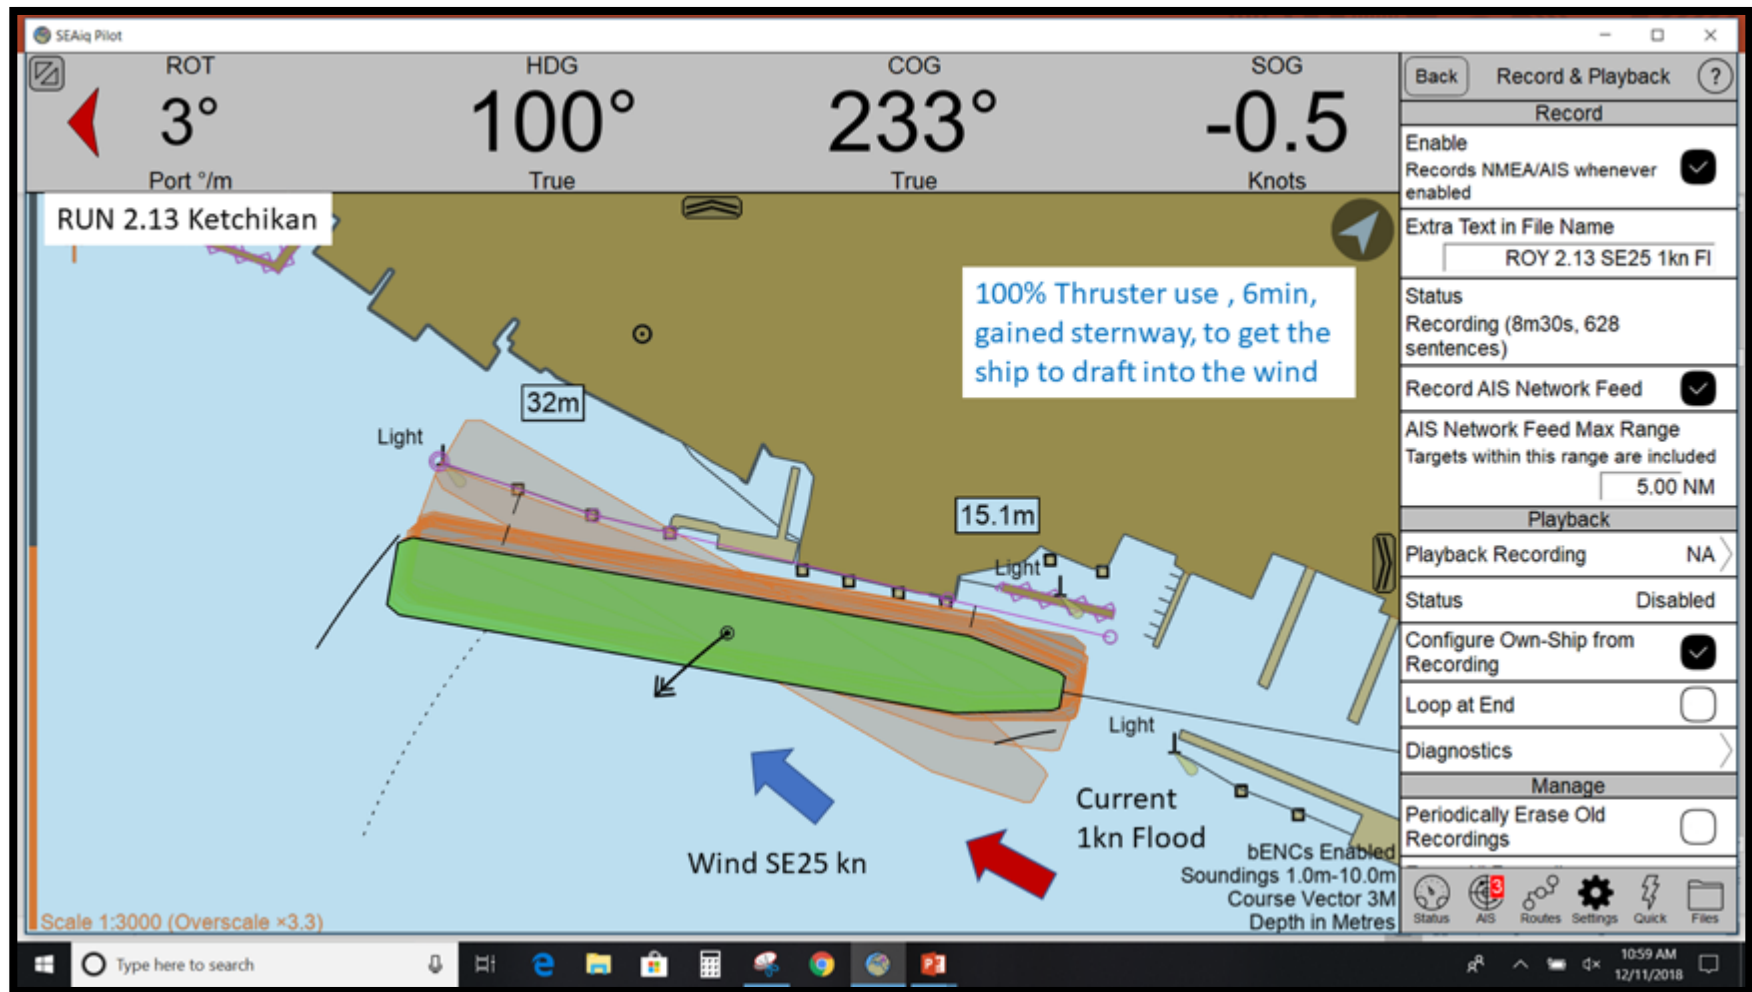 SEAiq Pilot
ROT
3°
Port °/m
HDG
100°
True
COG
233°
True
SOG
-0.5
Knots
RUN 2.13 Ketchikan
100% Thruster use , 6min,
gained sternway, to get the
ship to draft into the wind
32m
Light
15.1m
Light
Light
Current
1kn Flood
Wind SE25 kn
bENCs Enabled
Soundings 1.0m-10.0m
Course Vector 3M
Depth in Metres
Scale 1:3000 (Overscale ×3.3)
Back
Record & Playback
?
Record
Enable
Records NMEA/AIS whenever
enabled
Extra Text in File Name
ROY 2.13 SE25 1kn Fl
Status
Recording (8m30s, 628
sentences)
Record AIS Network Feed
AIS Network Feed Max Range
Targets within this range are included
5.00 NM
Playback
Playback Recording NA
Status Disabled
Configure Own-Ship from
Recording
Loop at End
Diagnostics
Manage
Periodically Erase Old
Recordings
3
Status AIS Routes Settings Quick Files
Type here to search
10:59 AM
12/11/2018